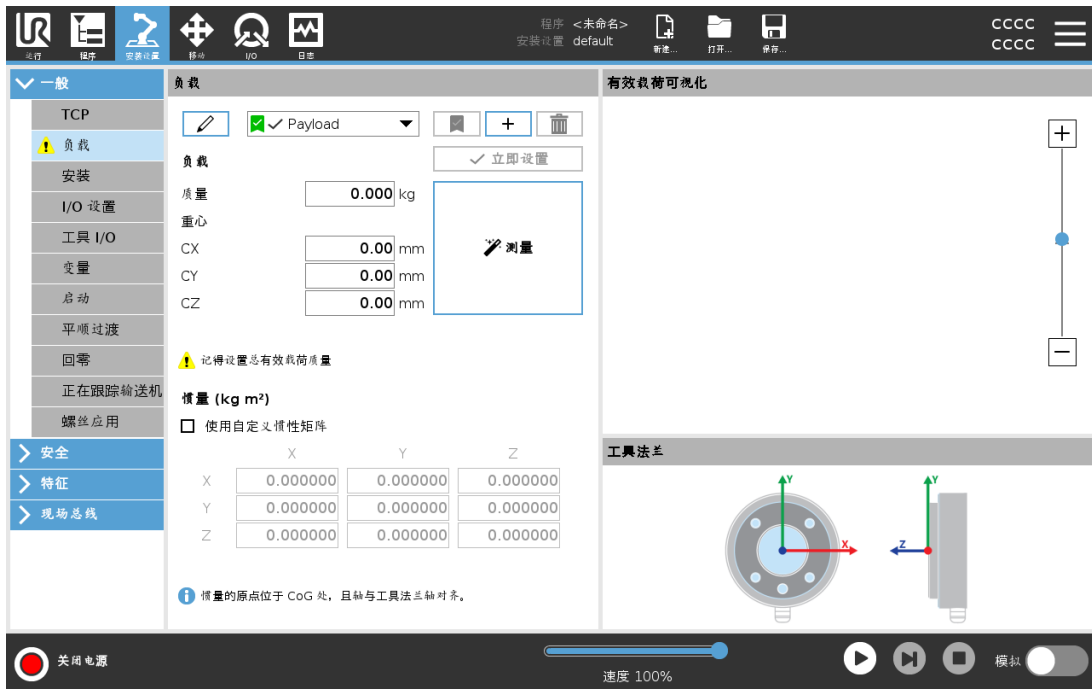 运行
程序
安装设置
移动
I/O
日志
程序 <未命名>
安装设置 default
新建...
打开...
保存...
CCCC
CCCC
一般
TCP
负载
安装
I/O 设置
工具 I/O
变量
启动
平顺过渡
回零
正在跟踪输送机
螺丝应用
安全
特征
现场总线
负载
Payload
立即设置
负载
质量 0.000 kg
重心
CX 0.00 mm
CY 0.00 mm
CZ 0.00 mm
测量
记得设置总有效载荷质量
惯量 (kg m²)
使用自定义惯性矩阵
X Y Z
X 0.000000 0.000000 0.000000
Y 0.000000 0.000000 0.000000
Z 0.000000 0.000000 0.000000
惯量的原点位于 CoG 处，且轴与工具法兰轴对齐。
有效载荷可视化
工具法兰
Y
X
Y
Z
关闭电源
速度 100%
模拟